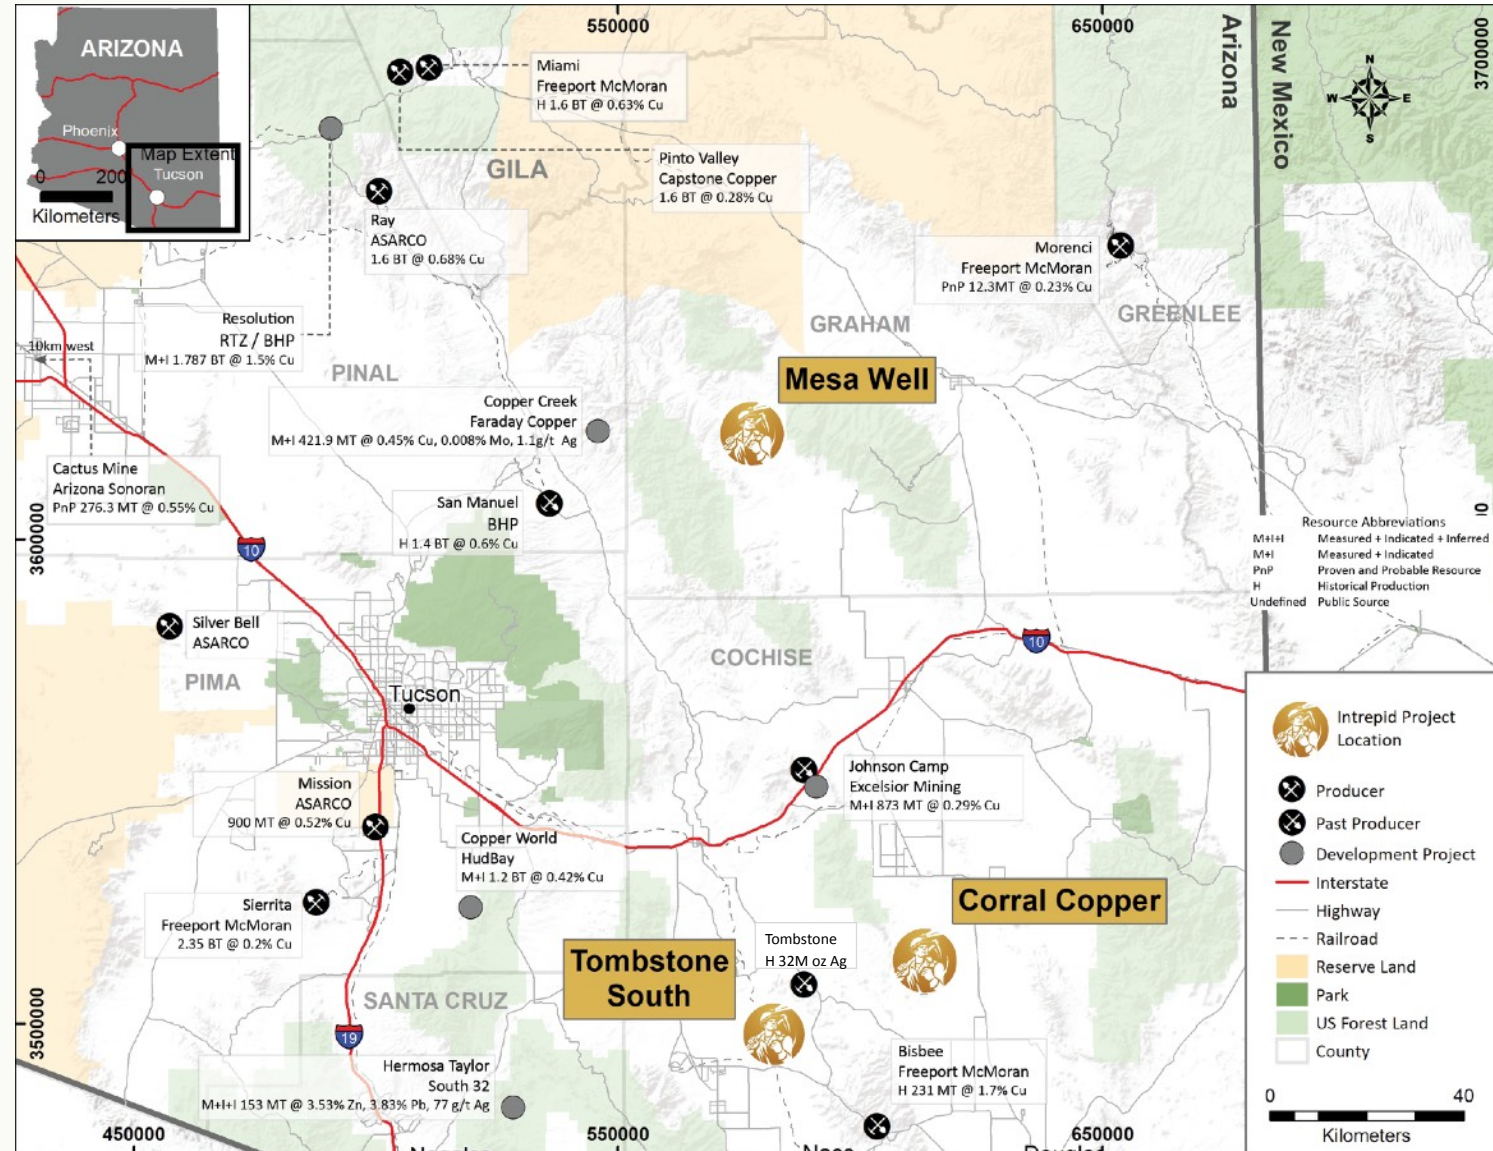 550000
650000
3700000
ARIZONA
Phoenix
Map Extent
Tucson
0 200
Kilometers
Arizona
New Mexico
N
W E
S
Miami
Freeport McMoran
H 1.6 BT @ 0.63% Cu
GILA
Pinto Valley
Capstone Copper
1.6 BT @ 0.28% Cu
Ray
ASARCO
1.6 BT @ 0.68% Cu
Morenci
Freeport McMoran
PnP 12.3MT @ 0.23% Cu
GREENLEE
GRAHAM
Resolution
RTZ / BHP
M+I 1.787 BT @ 1.5% Cu
10km west
PINAL
Mesa Well
Copper Creek
Faraday Copper
M+I 421.9 MT @ 0.45% Cu, 0.008% Mo, 1.1g/t Ag
Cactus Mine
Arizona Sonoran
PnP 276.3 MT @ 0.55% Cu
San Manuel
BHP
H 1.4 BT @ 0.6% Cu
3600000
10
Resource Abbreviations
M+I+I Measured + Indicated + Inferred
M+I Measured + Indicated
PnP Proven and Probable Resource
H Historical Production
Undefined Public Source
Silver Bell
ASARCO
PIMA
Tucson
COCHISE
10
Mission
ASARCO
900 MT @ 0.52% Cu
Johnson Camp
Excelsior Mining
M+I 873 MT @ 0.29% Cu
Copper World
HudBay
M+I 1.2 BT @ 0.42% Cu
Sierrita
Freeport McMoran
2.35 BT @ 0.2% Cu
Corral Copper
Tombstone
South
Tombstone
H 32M oz Ag
SANTA CRUZ
3500000
19
Hermosa Taylor
South 32
M+I+I 153 MT @ 3.53% Zn, 3.83% Pb, 77 g/t Ag
Bisbee
Freeport McMoran
H 231 MT @ 1.7% Cu
450000
550000
650000
Intrepid Project
Location
Producer
Past Producer
Development Project
Interstate
Highway
Railroad
Reserve Land
Park
US Forest Land
County
0 40
Kilometers